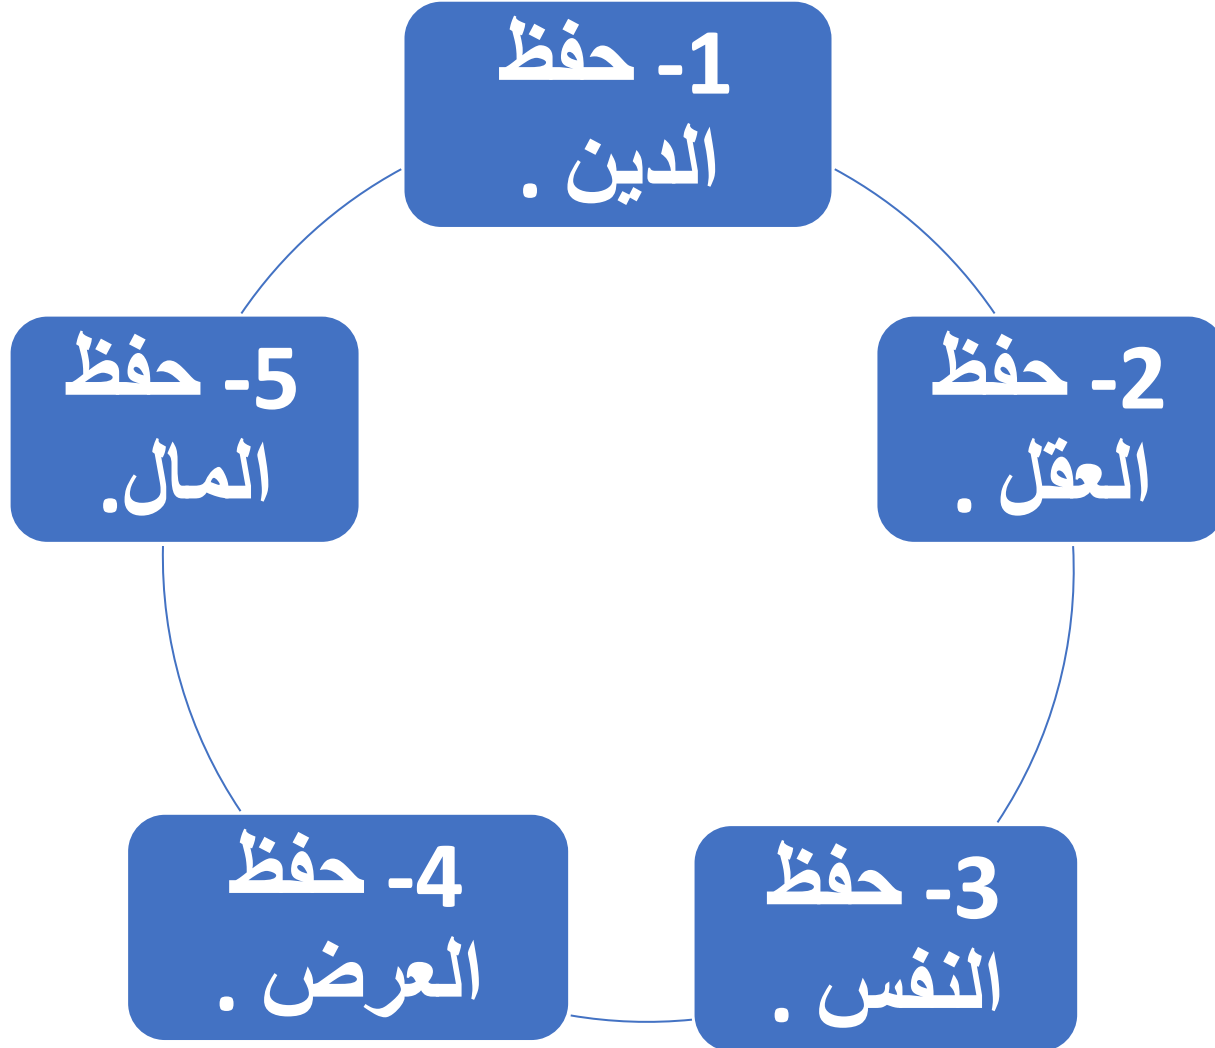 1- حفظ
الدين .
2- حفظ
العقل .
3- حفظ
النفس .
4- حفظ
العرض .
5- حفظ
المال.